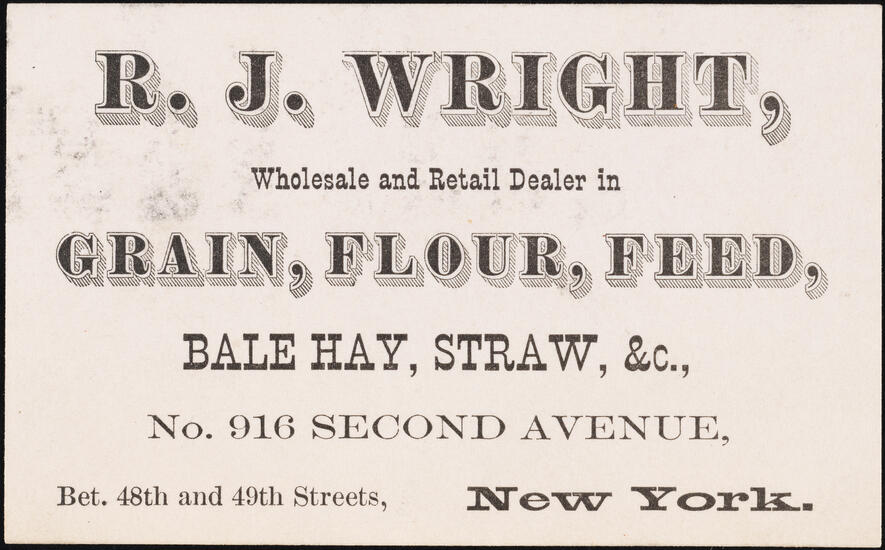 R. J. WRIGHT,
Wholesale and Retail Dealer in
GRAIN, FLOUR, FEED,
BALE HAY, STRAW, &c.,
No. 916 SECOND AVENUE,
Bet. 48th and 49th Streets, New York.